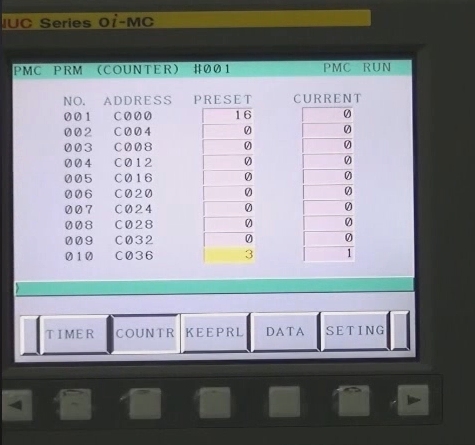 NUC Series 0i-MC
PMC PRM (COUNTER) #001 PMC RUN
NO. ADDRESS PRESET CURRENT
001 C000 16 0
002 C004 0 0
003 C008 0 0
004 C012 0 0
005 C016 0 0
006 C020 0 0
007 C024 0 0
008 C028 0 0
009 C032 0 0
010 C036 3 1
)
TIMER COUNTR KEEPRL DATA SETING